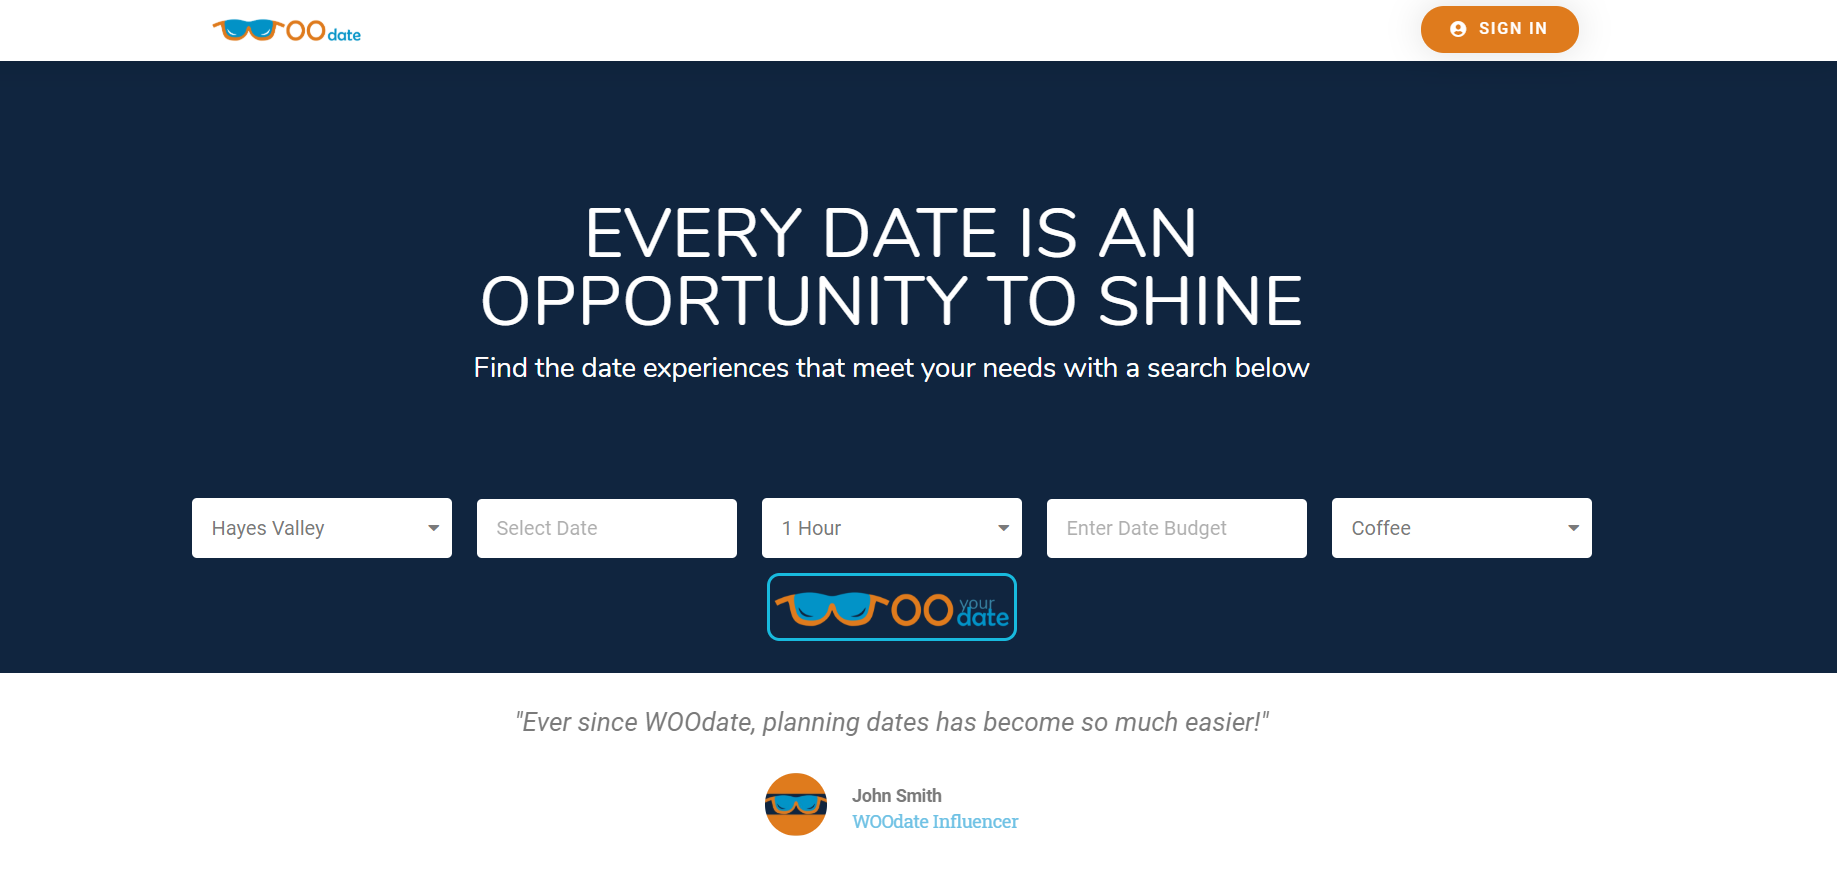 OO date
SIGN IN
EVERY DATE IS AN
OPPORTUNITY TO SHINE
Find the date experiences that meet your needs with a search below
Hayes Valley
Select Date
1 Hour
Enter Date Budget
Coffee
OO your date
"Ever since WOOdate, planning dates has become so much easier!"
John Smith
WOOdate Influencer